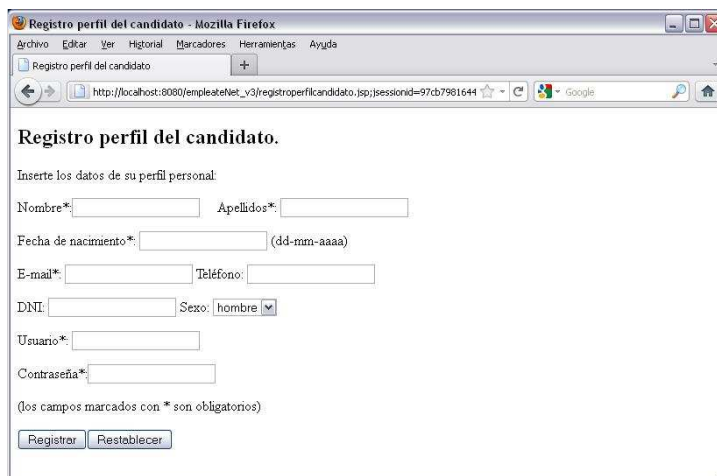 Registro perfil del candidato - Mozilla Firefox
Archivo Editar Ver Historial Marcadores Herramientas Ayuda
Registro perfil del candidato +
http://localhost:8080/empleateNet_v3/registroperfilcandidato.jsp;jsessionid=97cb7981644 Google
Registro perfil del candidato.
Inserte los datos de su perfil personal:
Nombre*: Apellidos*:
Fecha de nacimiento*: (dd-mm-aaaa)
E-mail*: Teléfono:
DNI: Sexo: hombre
Usuario*:
Contraseña*:
(los campos marcados con * son obligatorios)
Registrar Restablecer